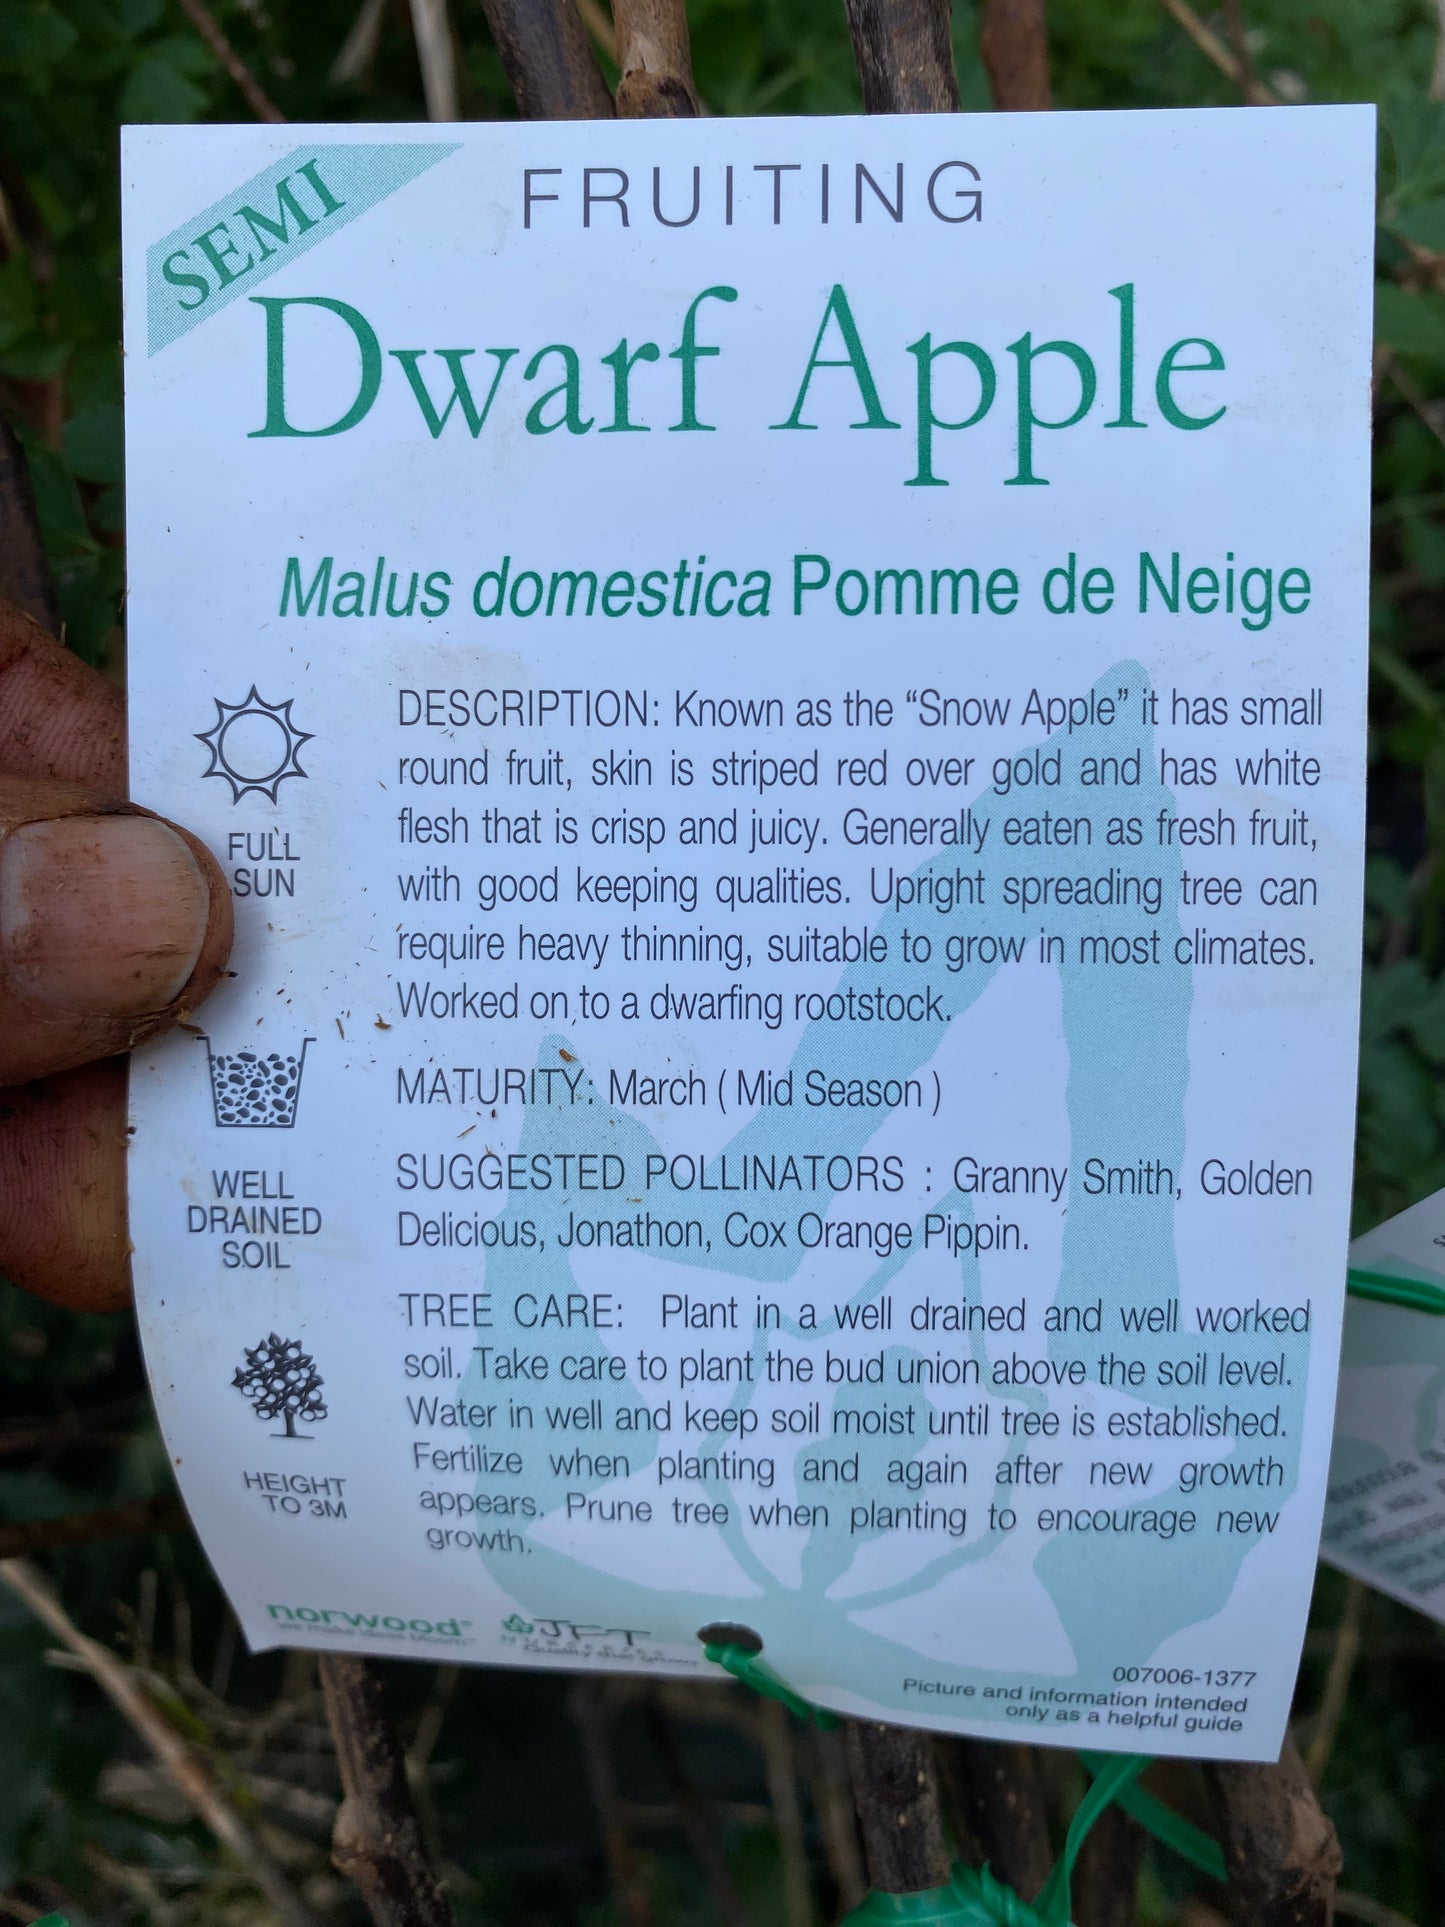 SEMI
FRUITING
Dwarf Apple
Malus domestica Pomme de Neige
DESCRIPTION: Known as the “Snow Apple” it has small
round fruit, skin is striped red over gold and has white
flesh that is crisp and juicy. Generally eaten as fresh fruit,
with good keeping qualities. Upright spreading tree can
require heavy thinning, suitable to grow in most climates.
Worked on to a dwarfing rootstock.
MATURITY: March ( Mid Season )
SUGGESTED POLLINATORS : Granny Smith, Golden
Delicious, Jonathon, Cox Orange Pippin.
TREE CARE: Plant in a well drained and well worked
soil. Take care to plant the bud union above the soil level.
Water in well and keep soil moist until tree is established.
Fertilize when planting and again after new growth
appears. Prune tree when planting to encourage new
growth.
FULL
SUN
WELL
DRAINED
SOIL
HEIGHT
TO 3M
norwood
JFT
NURSERIES
Quality that grows
007006-1377
Picture and information intended
only as a helpful guide